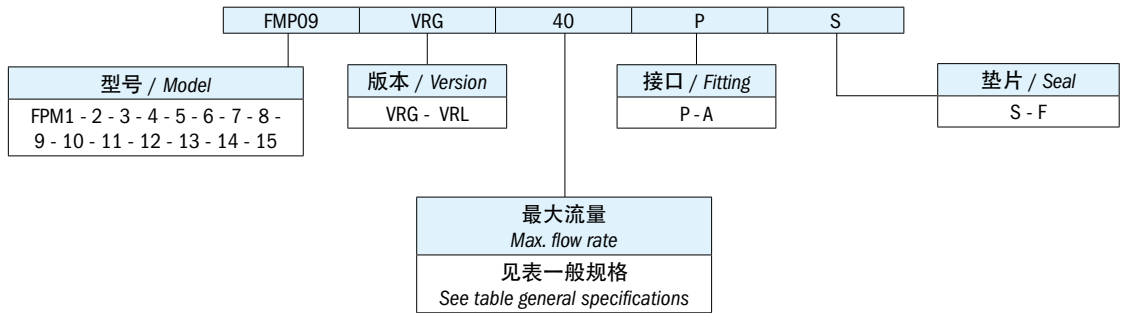 FMP09 VRG 40 P S
型号 / Model
FPM1 - 2 - 3 - 4 - 5 - 6 - 7 - 8 -
9 - 10 - 11 - 12 - 13 - 14 - 15
版本 / Version
VRG - VRL
接口 / Fitting
P - A
垫片 / Seal
S - F
最大流量
Max. flow rate
见表一般规格
See table general specifications